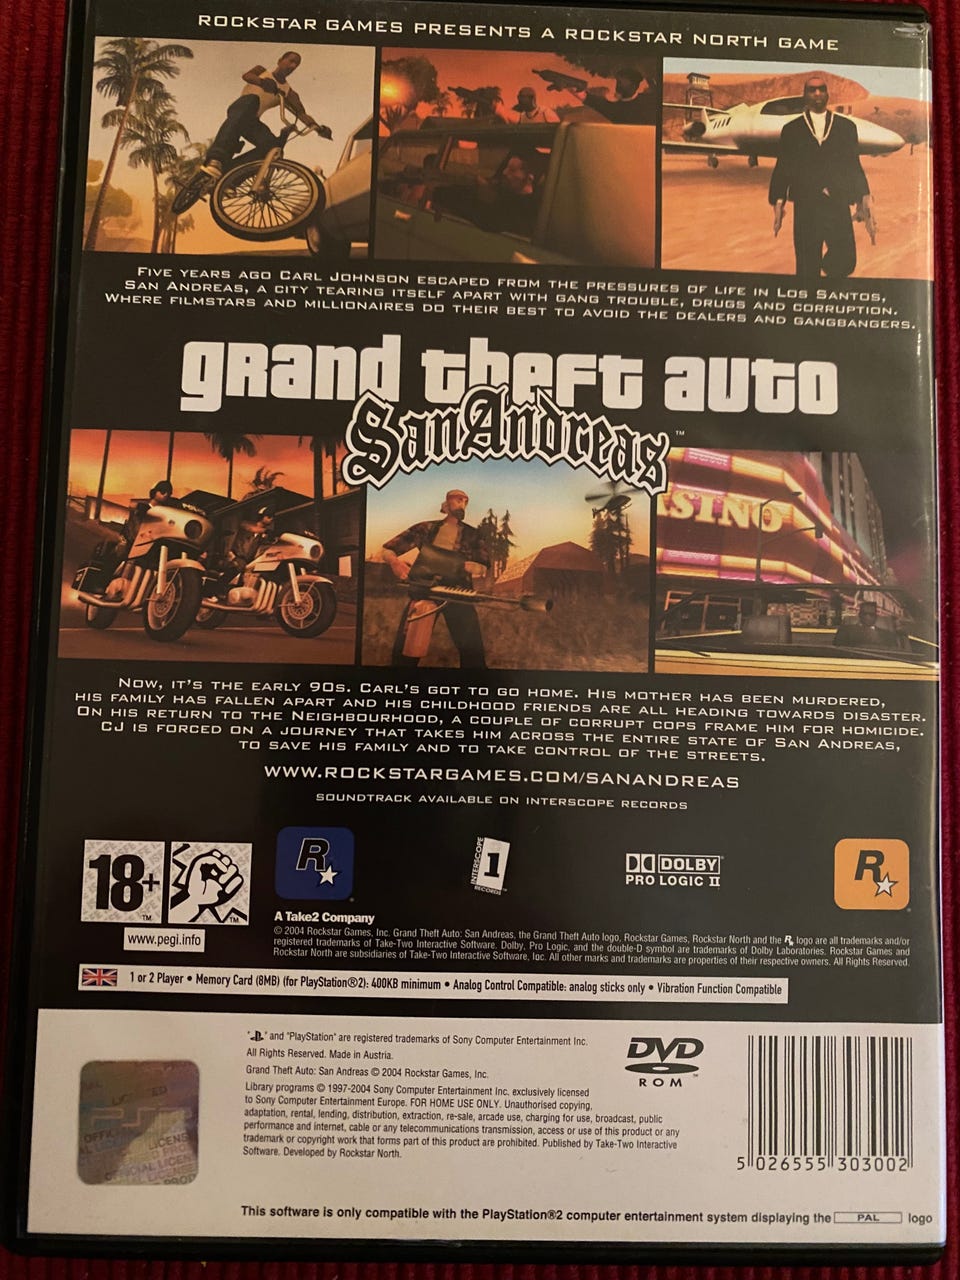 ROCKSTAR GAMES PRESENTS A ROCKSTAR NORTH GAME
FIVE YEARS AGO CARL JOHNSON ESCAPED FROM THE PRESSURES OF LIFE IN LOS SANTOS,
SAN ANDREAS, A CITY TEARING ITSELF APART WITH GANG TROUBLE, DRUGS AND CORRUPTION.
WHERE FILMSTARS AND MILLIONAIRES DO THEIR BEST TO AVOID THE DEALERS AND GANGBANGERS.
grand theft auto
San Andreas™
POLICE
ASINO
NOW, IT'S THE EARLY 90S. CARL'S GOT TO GO HOME. HIS MOTHER HAS BEEN MURDERED,
HIS FAMILY HAS FALLEN APART AND HIS CHILDHOOD FRIENDS ARE ALL HEADING TOWARDS DISASTER.
ON HIS RETURN TO THE NEIGHBOURHOOD, A COUPLE OF CORRUPT COPS FRAME HIM FOR HOMICIDE.
CJ IS FORCED ON A JOURNEY THAT TAKES HIM ACROSS THE ENTIRE STATE OF SAN ANDREAS,
TO SAVE HIS FAMILY AND TO TAKE CONTROL OF THE STREETS.
WWW.ROCKSTARGAMES.COM/SANANDREAS
SOUNDTRACK AVAILABLE ON INTERSCOPE RECORDS
18+ ™ ™
www.pegi.info
R
INTERSCOPE 1 RECORDS™
DOLBY
PRO LOGIC II
R
A Take2 Company
© 2004 Rockstar Games, Inc. Grand Theft Auto: San Andreas, the Grand Theft Auto logo, Rockstar Games, Rockstar North and the R logo are all trademarks and/or
registered trademarks of Take-Two Interactive Software. Dolby, Pro Logic, and the double-D symbol are trademarks of Dolby Laboratories. Rockstar Games and
Rockstar North are subsidiaries of Take-Two Interactive Software, Inc. All other marks and trademarks are properties of their respective owners. All Rights Reserved.
1 or 2 Player • Memory Card (8MB) (for PlayStation®2): 400KB minimum • Analog Control Compatible: analog sticks only • Vibration Function Compatible
" " and "PlayStation" are registered trademarks of Sony Computer Entertainment Inc.
All Rights Reserved. Made in Austria.
Grand Theft Auto: San Andreas © 2004 Rockstar Games, Inc.
Library programs © 1997-2004 Sony Computer Entertainment Inc. exclusively licensed
to Sony Computer Entertainment Europe. FOR HOME USE ONLY. Unauthorised copying,
adaptation, rental, lending, distribution, extraction, re-sale, arcade use, charging for use, broadcast, public
performance and internet, cable or any telecommunications transmission, access or use of this product or any
trademark or copyright work that forms part of this product are prohibited. Published by Take-Two Interactive
Software. Developed by Rockstar North.
DVD
ROM ™
5 026555 303002
This software is only compatible with the PlayStation®2 computer entertainment system displaying the PAL logo